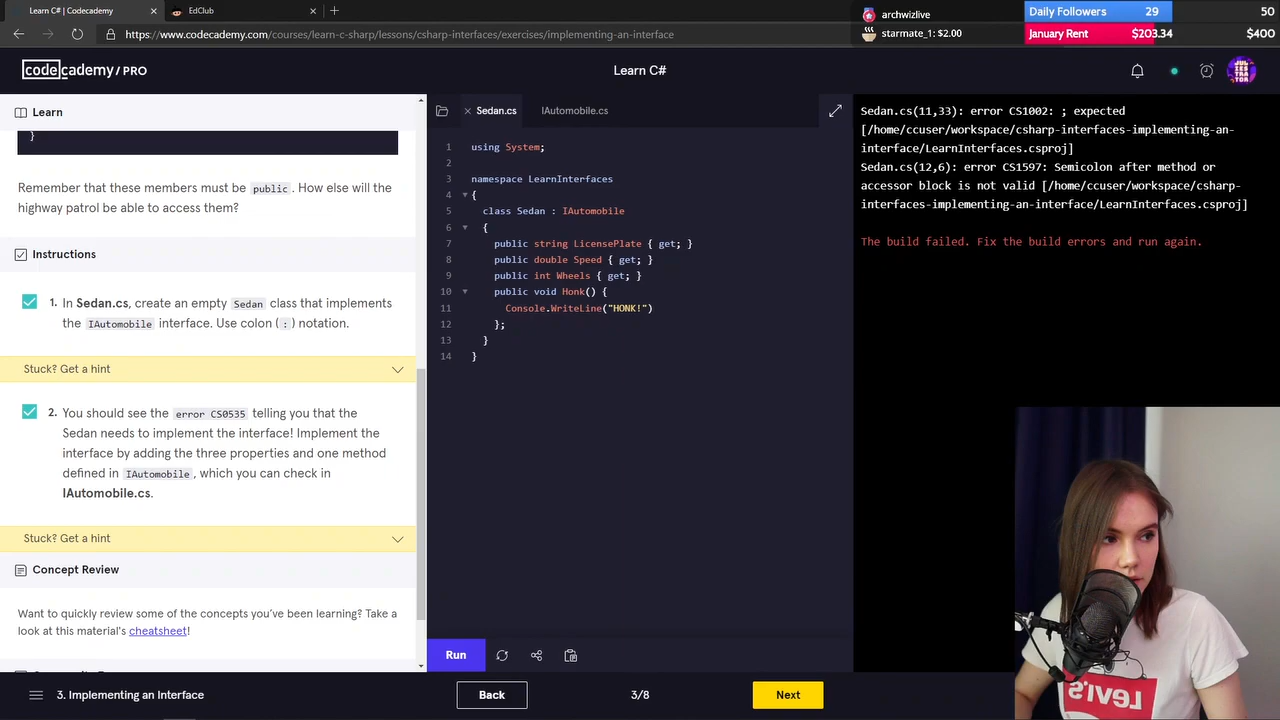 Learn C# | Codecademy
EdClub
https://www.codecademy.com/courses/learn-c-sharp/lessons/csharp-interfaces/exercises/implementing-an-interface
archwizlive
starmate_1: $2.00
Daily Followers 29 50
January Rent $203.34 $400
codecademy/PRO
Learn C#
Learn
}
Remember that these members must be public. How else will the
highway patrol be able to access them?
Instructions
1. In Sedan.cs, create an empty Sedan class that implements
the IAutomobile interface. Use colon (:) notation.
Stuck? Get a hint
2. You should see the error CS0535 telling you that the
Sedan needs to implement the interface! Implement the
interface by adding the three properties and one method
defined in IAutomobile, which you can check in
IAutomobile.cs.
Stuck? Get a hint
Concept Review
Want to quickly review some of the concepts you've been learning? Take a
look at this material's cheatsheet!
Sedan.cs
IAutomobile.cs
1 using System;
2
3 namespace LearnInterfaces
4 {
5 class Sedan : IAutomobile
6 {
7 public string LicensePlate { get; }
8 public double Speed { get; }
9 public int Wheels { get; }
10 public void Honk() {
11 Console.WriteLine("HONK!")
12 };
13 }
14 }
Sedan.cs(11,33): error CS1002: ; expected
[/home/ccuser/workspace/csharp-interfaces-implementing-an-
interface/LearnInterfaces.csproj]
Sedan.cs(12,6): error CS1597: Semicolon after method or
accessor block is not valid [/home/ccuser/workspace/csharp-
interfaces-implementing-an-interface/LearnInterfaces.csproj]
The build failed. Fix the build errors and run again.
Run
3. Implementing an Interface
Back
3/8
Next
LEVI'S